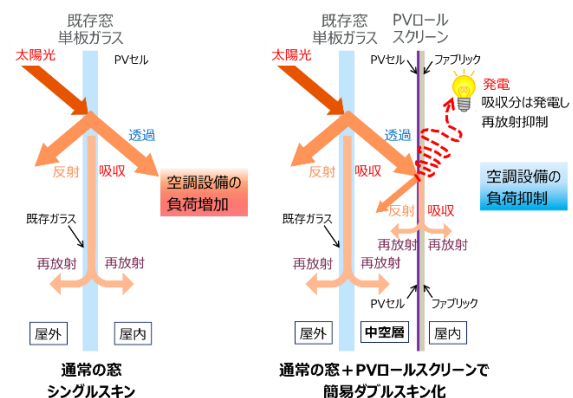 既存窓
単板ガラス
太陽光
PVセル
透過
反射
吸収
空調設備の
負荷増加
既存ガラス
再放射
再放射
屋外
屋内
通常の窓
シングルスキン
既存窓
単板ガラス
PVロール
スクリーン
太陽光
PVセル
ファブリック
発電
吸収分は発電し
再放射抑制
透過
反射
吸収
空調設備の
負荷抑制
反射
吸収
既存ガラス
再放射
再放射
再放射
再放射
PVセル
ファブリック
屋外
中空層
屋内
通常の窓+PVロールスクリーンで
簡易ダブルスキン化